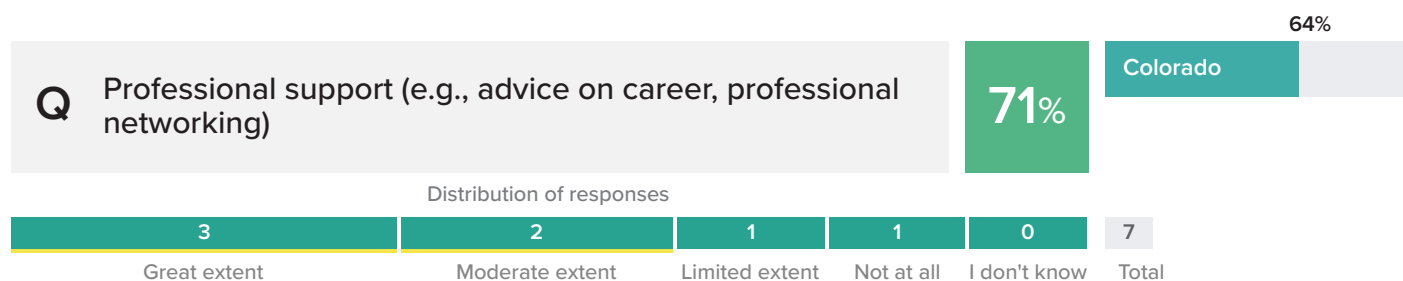 64%
Q
Professional support (e.g., advice on career, professional
networking)
71%
Colorado
Distribution of responses
3 2 1 1 0 7
Great extent Moderate extent Limited extent Not at all I don't know Total